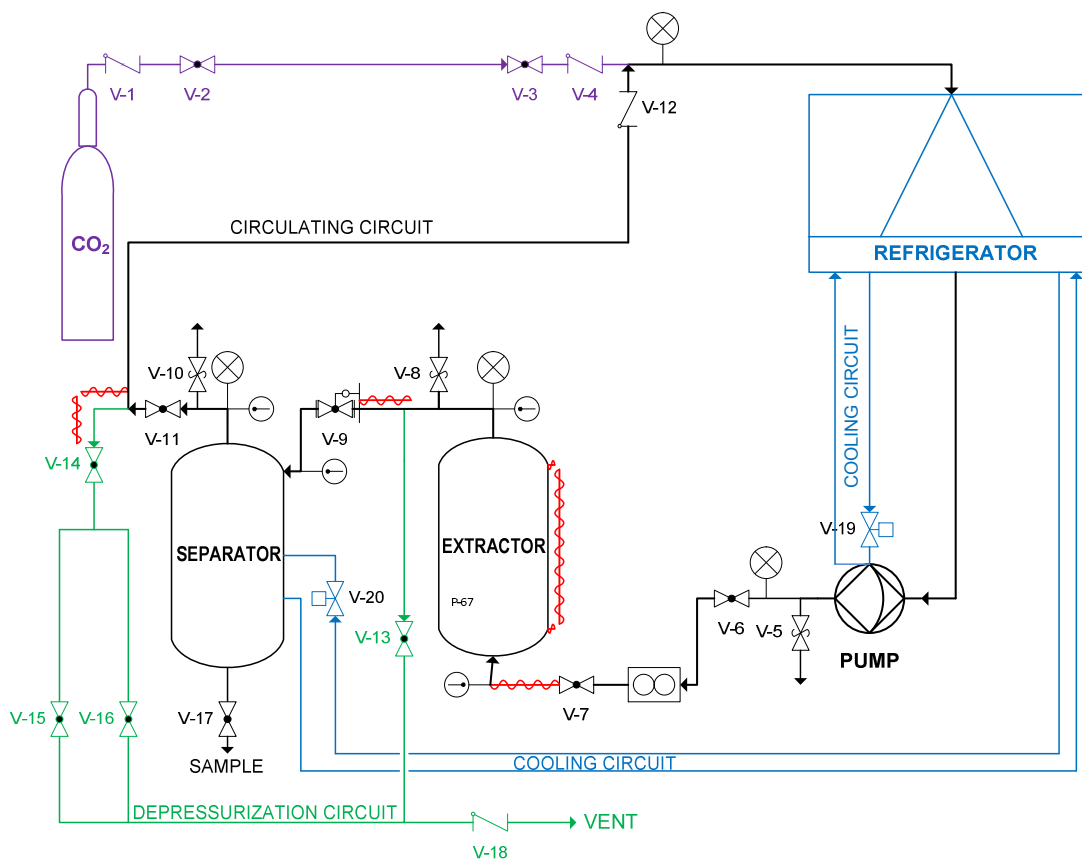 V-1
V-2
V-3
V-4
V-12
CO₂
CIRCULATING CIRCUIT
REFRIGERATOR
V-10
V-8
V-11
V-9
V-14
COOLING CIRCUIT
SEPARATOR
EXTRACTOR
V-19
P-67
V-20
V-13
V-6
V-5
PUMP
V-7
V-15
V-16
V-17
SAMPLE
COOLING CIRCUIT
DEPRESSURIZATION CIRCUIT
VENT
V-18